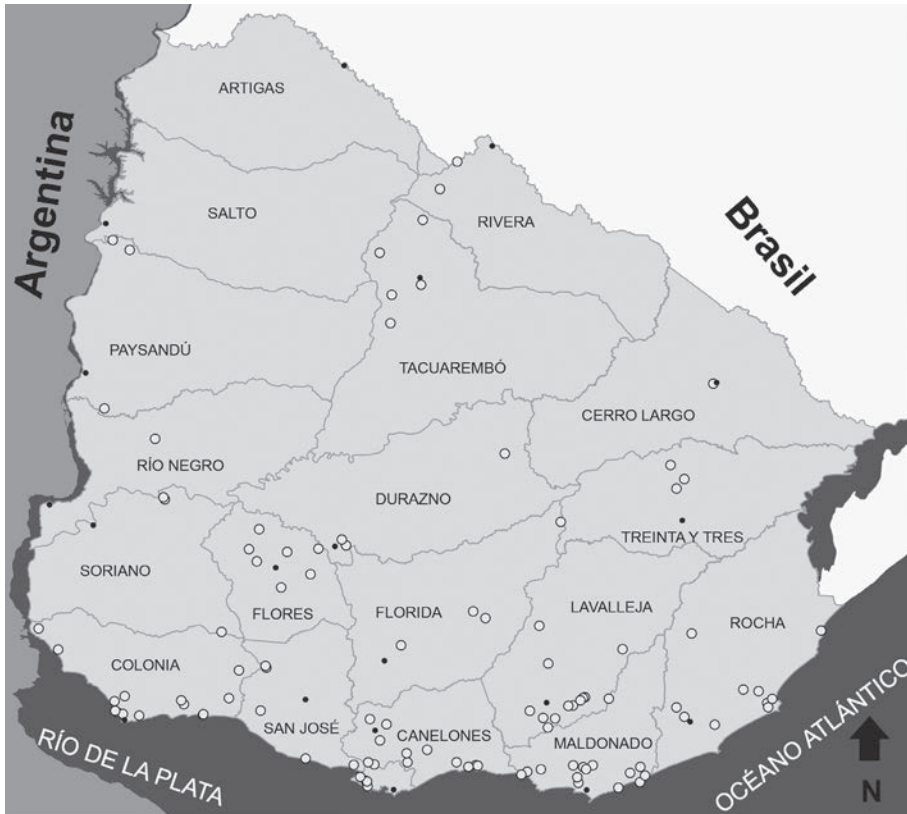 Argentina
Brasil
ARTIGAS
SALTO
RIVERA
PAYSANDÚ
TACUAREMBÓ
CERRO LARGO
RÍO NEGRO
DURAZNO
TREINTA Y TRES
SORIANO
FLORES
FLORIDA
LAVALLEJA
ROCHA
COLONIA
SAN JOSÉ
CANELONES
MALDONADO
RÍO DE LA PLATA
OCÉANO ATLÁNTICO
N